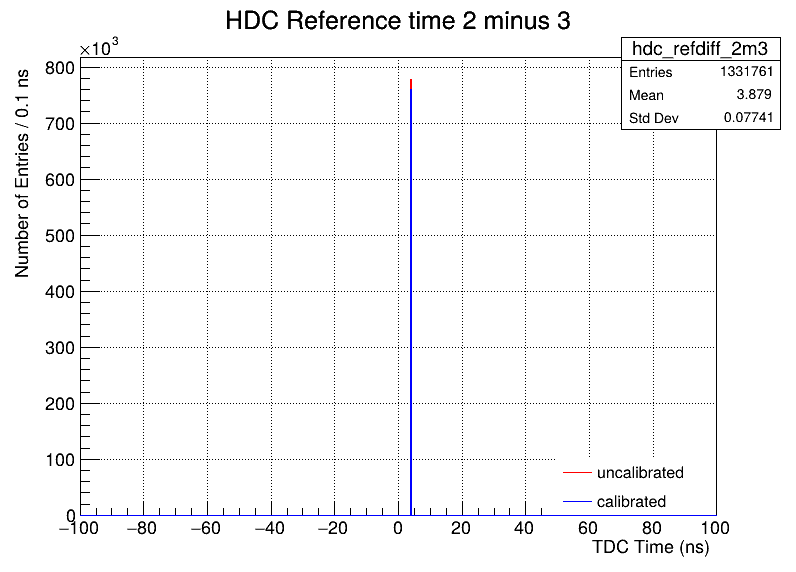 HDC Reference time 2 minus 3
×10³
hdc_refdiff_2m3
Entries 1331761
Mean 3.879
Std Dev 0.07741
Number of Entries / 0.1 ns
800
700
600
500
400
300
200
100
0
uncalibrated
calibrated
−100 −80 −60 −40 −20 0 20 40 60 80 100
TDC Time (ns)